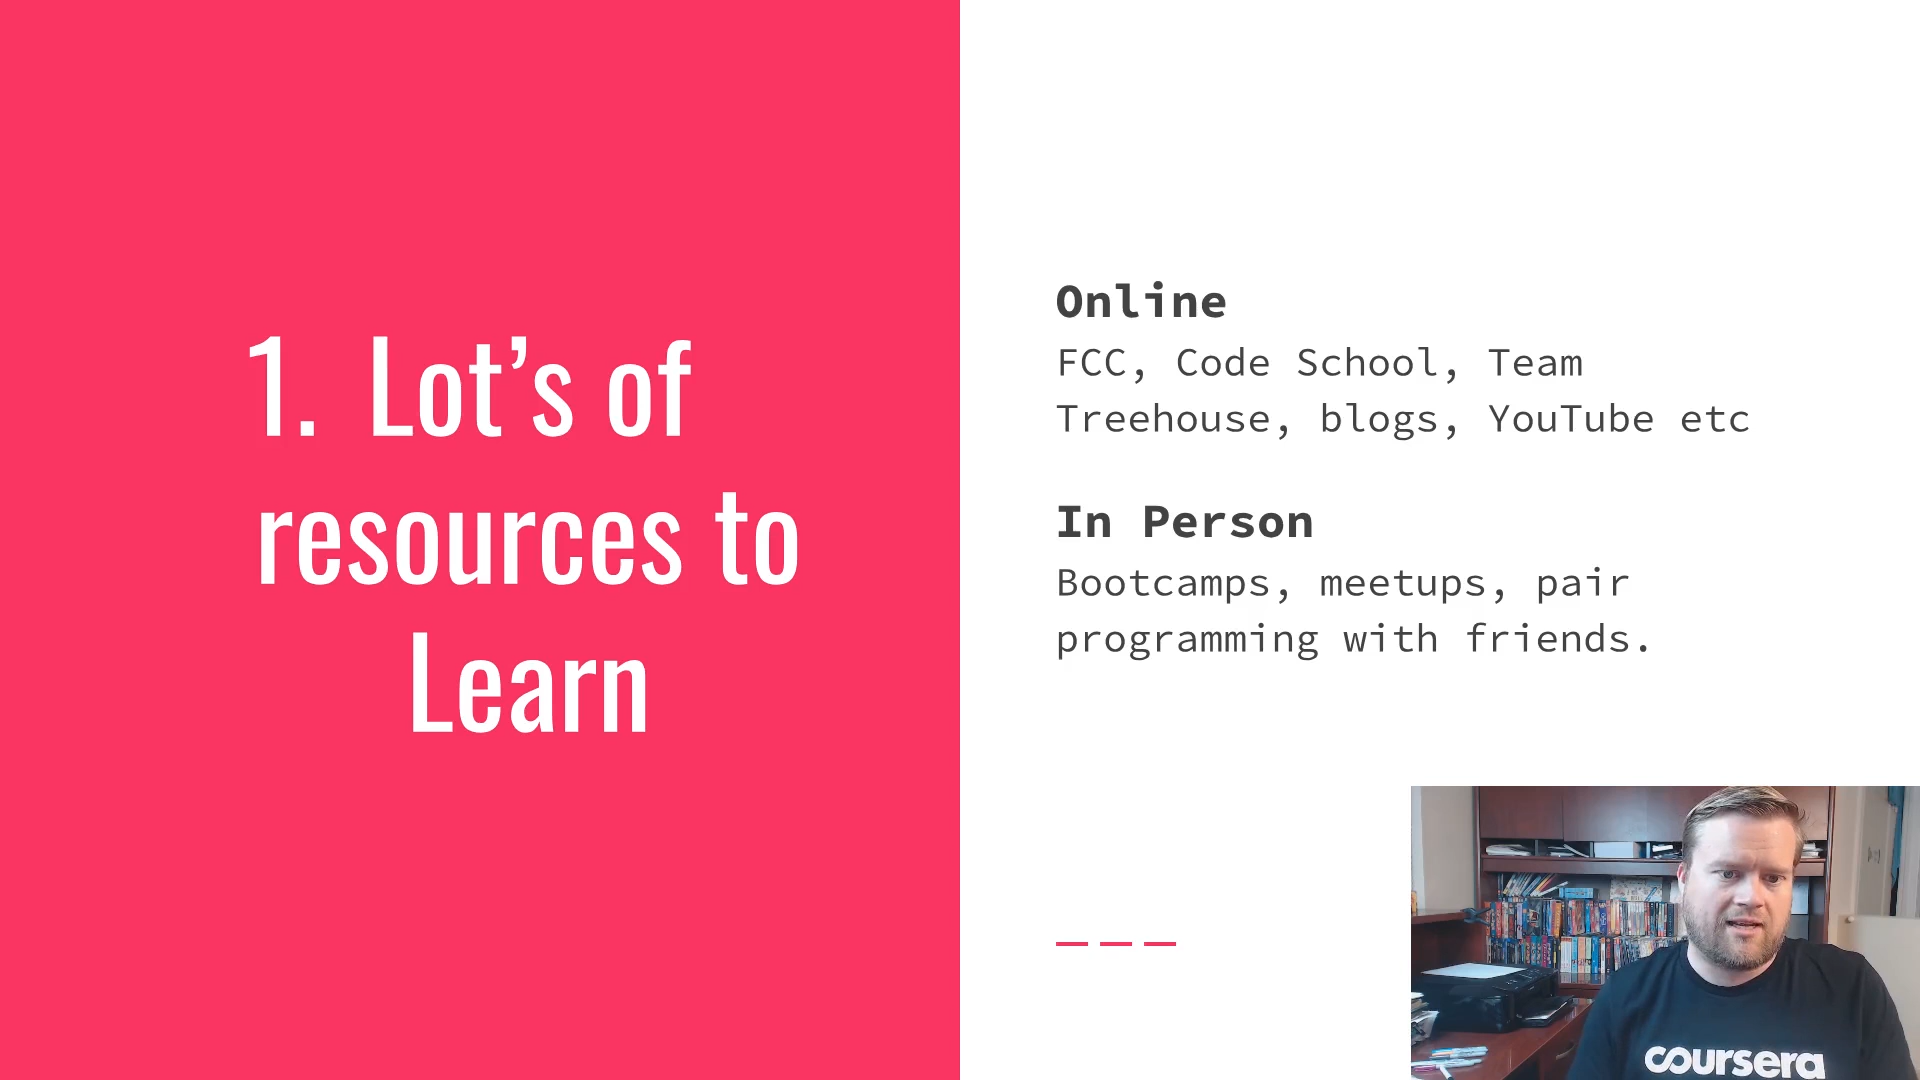 1. Lot’s of
resources to
Learn
Online
FCC, Code School, Team
Treehouse, blogs, YouTube etc
In Person
Bootcamps, meetups, pair
programming with friends.
coursera